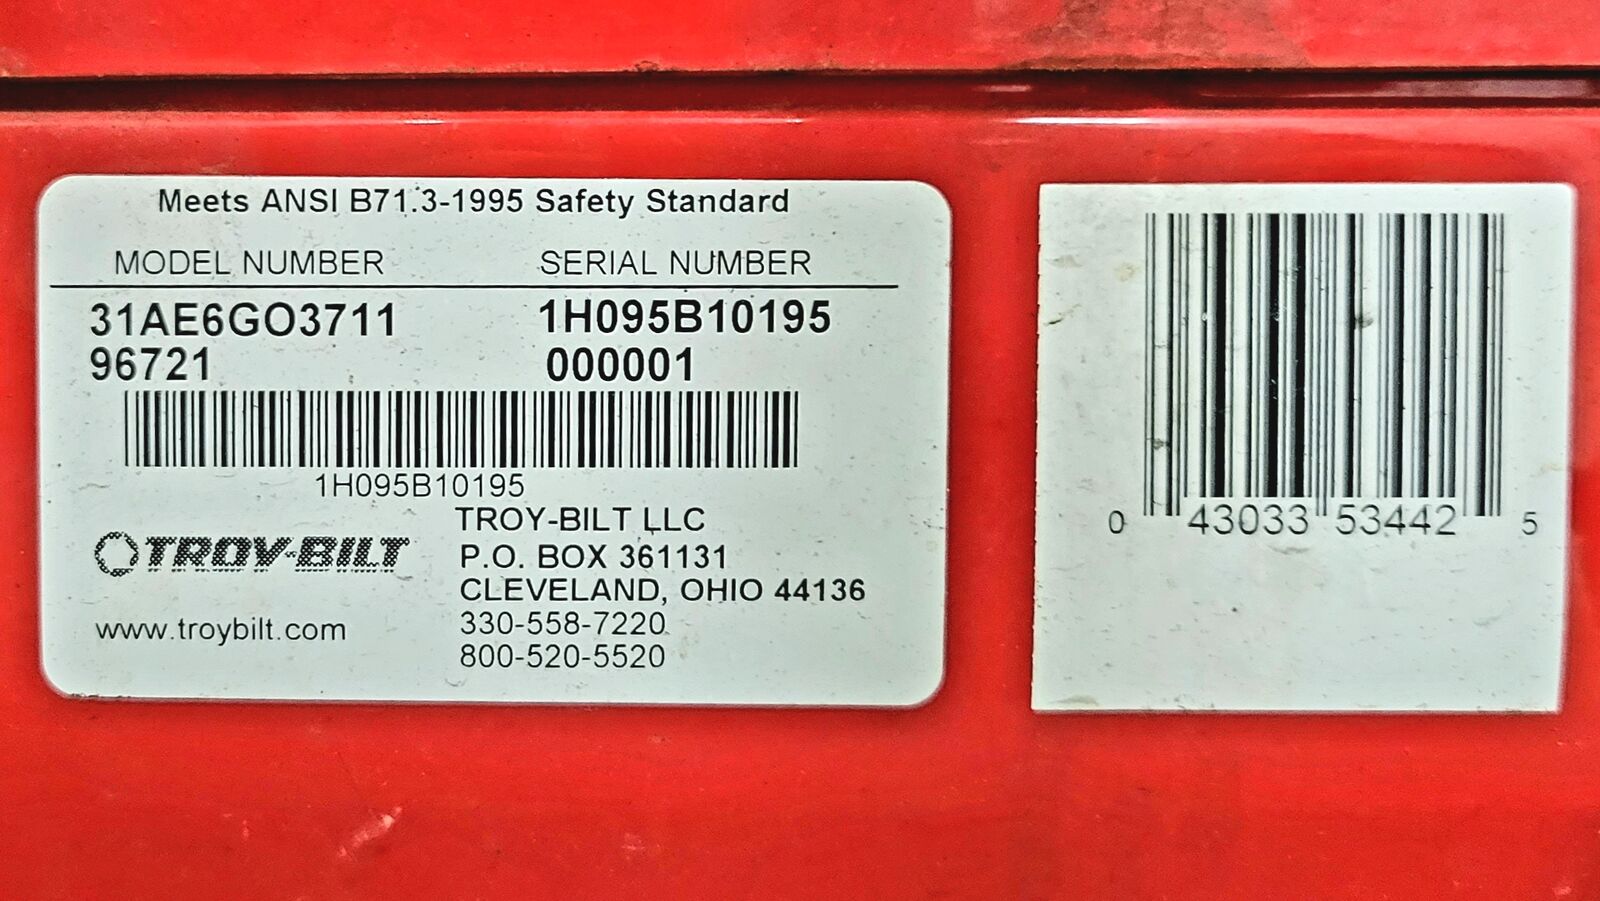 Meets ANSI B71.3-1995 Safety Standard
MODEL NUMBER SERIAL NUMBER
31AE6GO3711 1H095B10195
96721 000001
1H095B10195
TROY-BILT
www.troybilt.com
TROY-BILT LLC
P.O. BOX 361131
CLEVELAND, OHIO 44136
330-558-7220
800-520-5520
0 43033 53442 5